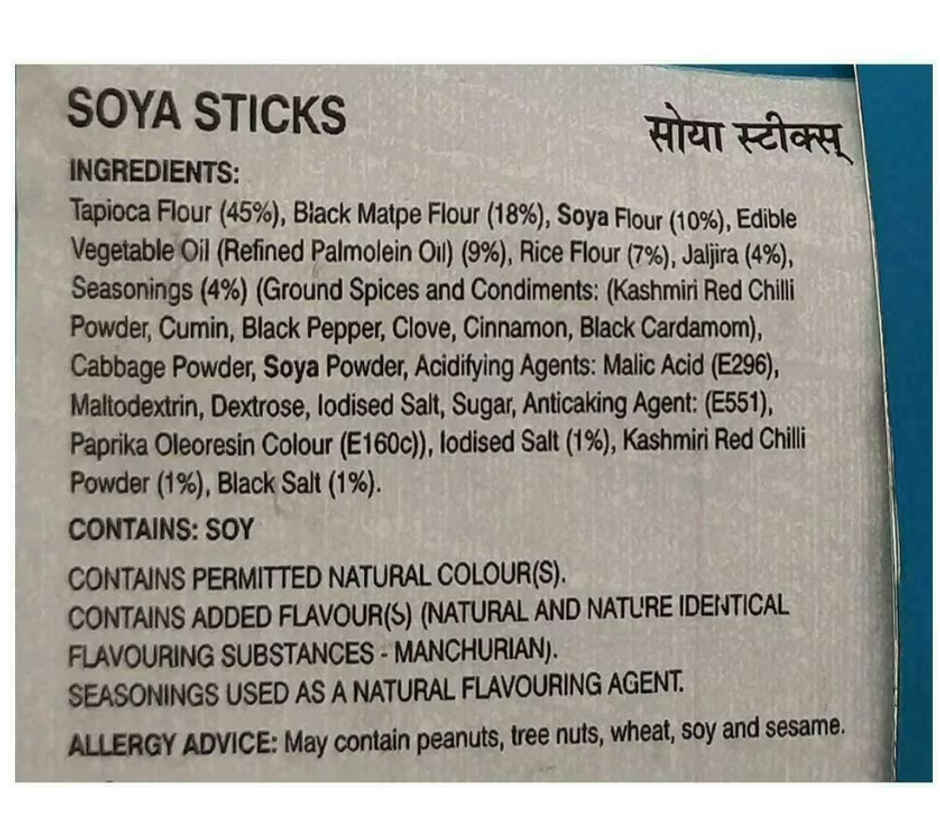 SOYA STICKS
सोया स्टीक्स्
INGREDIENTS:
Tapioca Flour (45%), Black Matpe Flour (18%), Soya Flour (10%), Edible
Vegetable Oil (Refined Palmolein Oil) (9%), Rice Flour (7%), Jaljira (4%),
Seasonings (4%) (Ground Spices and Condiments: (Kashmiri Red Chilli
Powder, Cumin, Black Pepper, Clove, Cinnamon, Black Cardamom),
Cabbage Powder, Soya Powder, Acidifying Agents: Malic Acid (E296),
Maltodextrin, Dextrose, Iodised Salt, Sugar, Anticaking Agent: (E551),
Paprika Oleoresin Colour (E160c)), Iodised Salt (1%), Kashmiri Red Chilli
Powder (1%), Black Salt (1%).
CONTAINS: SOY
CONTAINS PERMITTED NATURAL COLOUR(S).
CONTAINS ADDED FLAVOUR(S) (NATURAL AND NATURE IDENTICAL
FLAVOURING SUBSTANCES - MANCHURIAN).
SEASONINGS USED AS A NATURAL FLAVOURING AGENT.
ALLERGY ADVICE: May contain peanuts, tree nuts, wheat, soy and sesame.